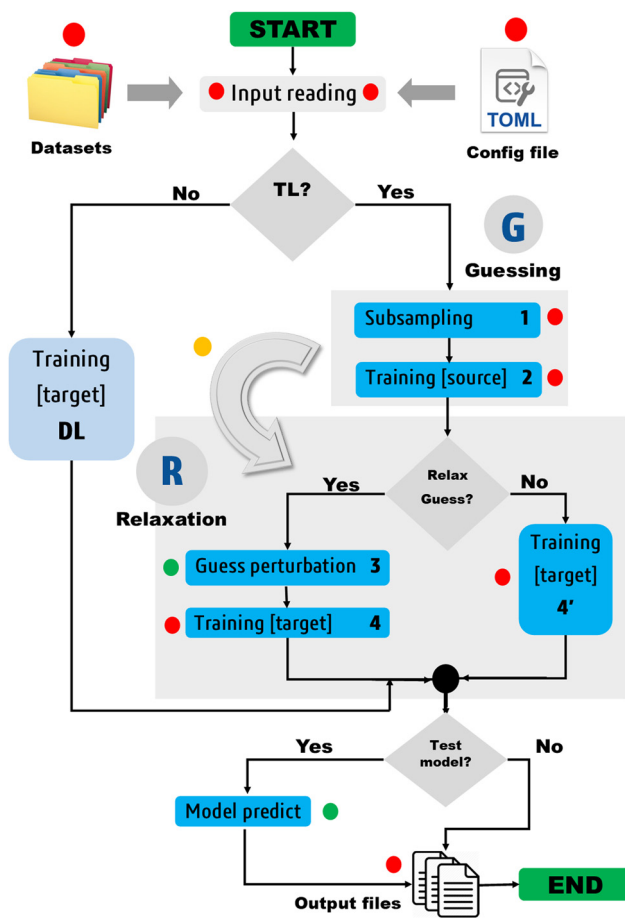 START
Input reading
Datasets
TOML
Config file
TL?
No
Yes
G
Guessing
Subsampling 1
Training [source] 2
Training
[target]
DL
R
Relaxation
Relax
Guess?
Yes
No
Guess perturbation 3
Training [target] 4
Training
[target]
4'
Test
model?
Yes
No
Model predict
Output files
END